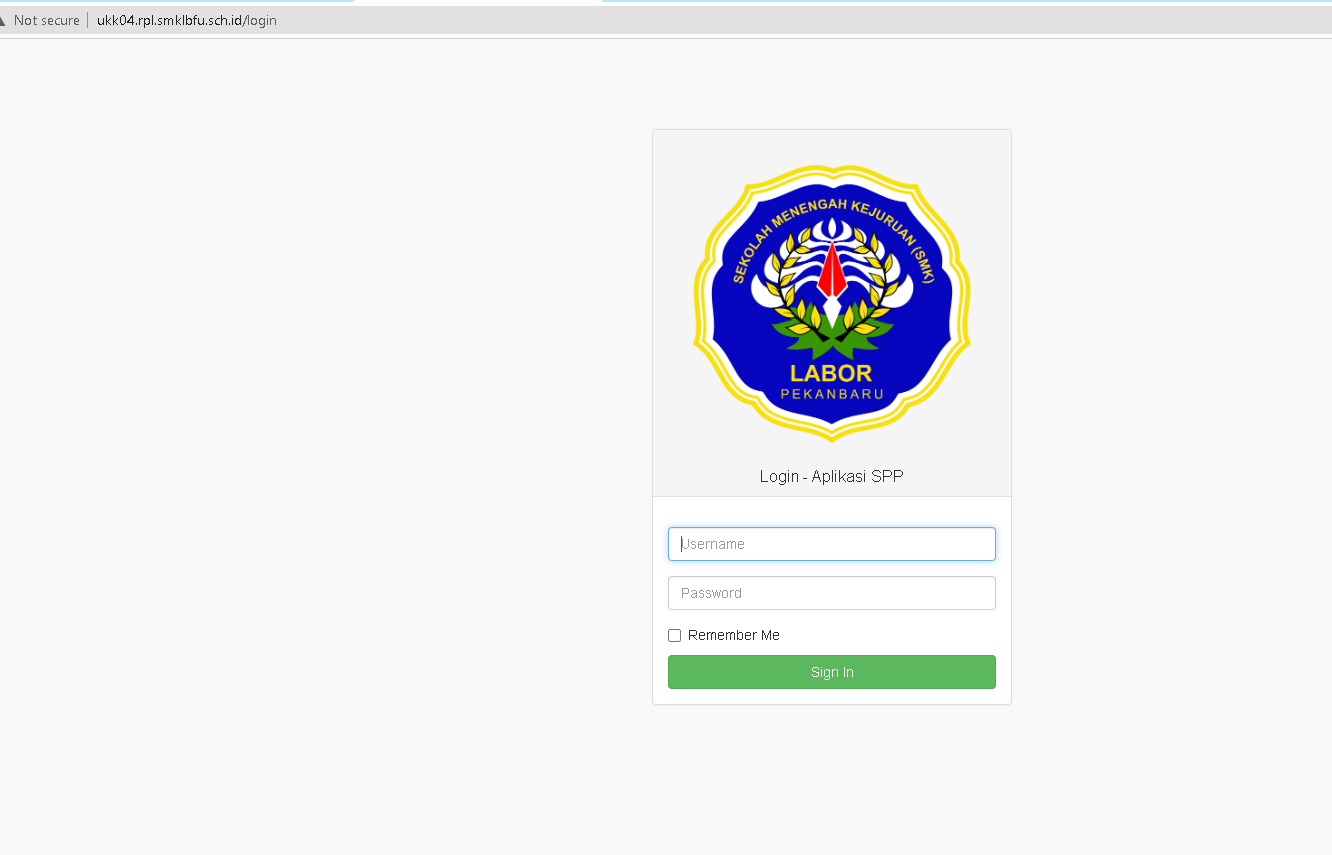 Not secure | ukk04.rpl.smklbfu.sch.id/login
SEKOLAH MENENGAH KEJURUAN (SMK)
LABOR
PEKANBARU
Login - Aplikasi SPP
Username
Password
Remember Me
Sign In